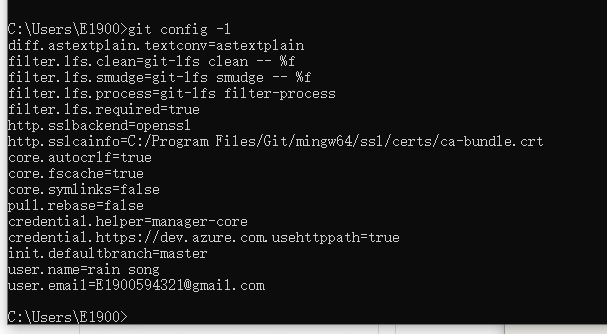 C:\Users\E1900>git config -l
diff.astextplain.textconv=astextplain
filter.lfs.clean=git-lfs clean -- %f
filter.lfs.smudge=git-lfs smudge -- %f
filter.lfs.process=git-lfs filter-process
filter.lfs.required=true
http.sslbackend=openssl
http.sslcainfo=C:/Program Files/Git/mingw64/ssl/certs/ca-bundle.crt
core.autocrlf=true
core.fscache=true
core.symlinks=false
pull.rebase=false
credential.helper=manager-core
credential.https://dev.azure.com.usehttppath=true
init.defaultbranch=master
user.name=rain song
user.email=E1900594321@gmail.com
C:\Users\E1900>